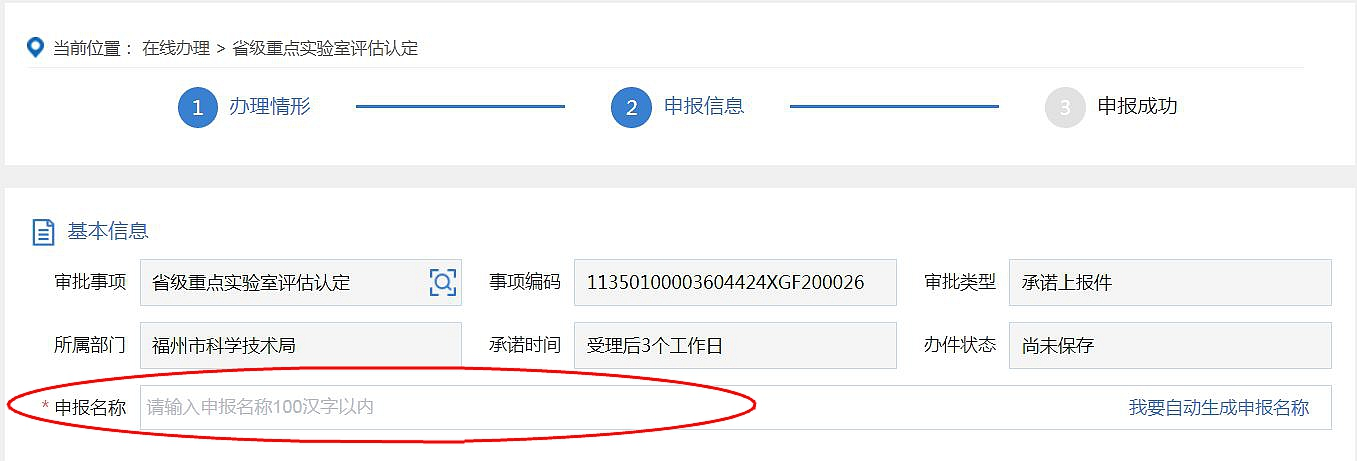 当前位置： 在线办理 > 省级重点实验室评估认定
1 办理情形 2 申报信息 3 申报成功
基本信息
审批事项 省级重点实验室评估认定 事项编码 11350100003604424XGF200026 审批类型 承诺上报件
所属部门 福州市科学技术局 承诺时间 受理后3个工作日 办件状态 尚未保存
* 申报名称 请输入申报名称100汉字以内 我要自动生成申报名称